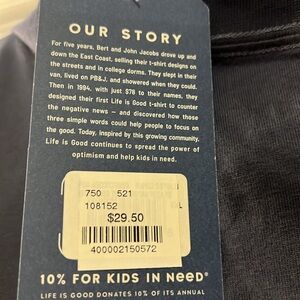 OUR STORY
For five years, Bert and John Jacobs drove up and
down the East Coast, selling their t-shirt designs on
the streets and in college dorms. They slept in their
van, lived on PB&J, and showered when they could.
Then in 1994, with just $78 to their names, they
designed their first Life is Good t-shirt to counter
the negative news – and discovered how those
three simple words could help people to focus on
the good. Today, inspired by this growing community,
Life is Good continues to spread the power of
optimism and help kids in need.
750 521
108152
$29.50
400002150572
10% FOR KIDS IN NeeD®
LIFE IS GOOD DONATES 10% OF ITS ANNUAL